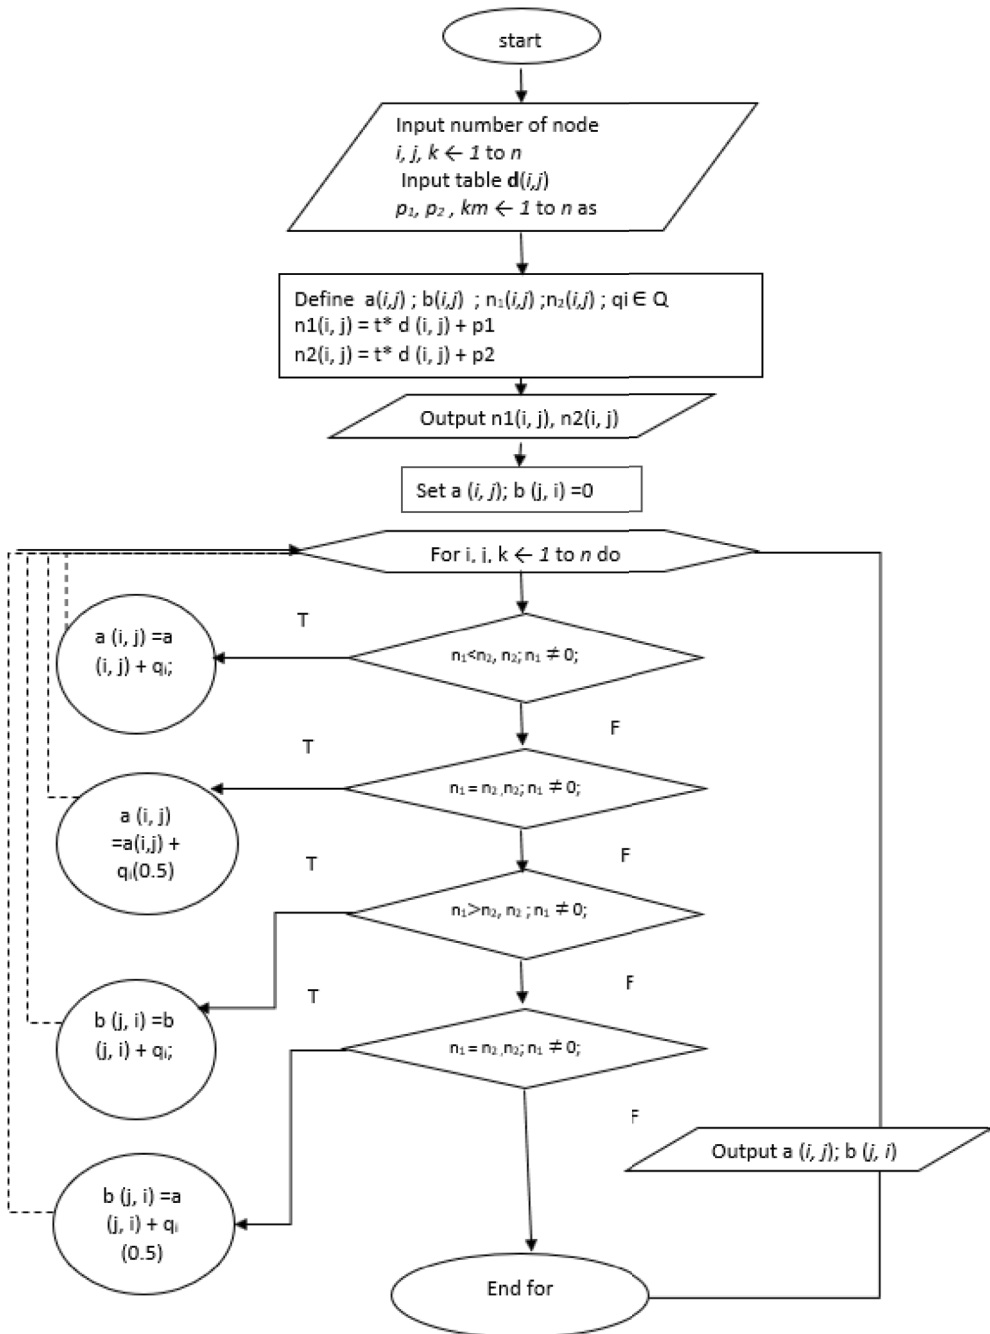 start
Input number of node
i, j, k ← 1 to n
Input table d(i,j)
p₁, p₂ , km ← 1 to n as
Define a(i,j) ; b(i,j) ; n₁(i,j) ;n₂(i,j) ; qi ∈ Q
n1(i, j) = t* d (i, j) + p1
n2(i, j) = t* d (i, j) + p2
Output n1(i, j), n2(i, j)
Set a (i, j); b (j, i) =0
For i, j, k ← 1 to n do
T
a (i, j) =a
(i, j) + qᵢ;
n₁<n₂, n₂; n₁ ≠ 0;
F
T
n₁ = n₂ ,n₂; n₁ ≠ 0;
a (i, j)
=a(i,j) +
qᵢ(0.5)
F
T
n₁>n₂, n₂ ; n₁ ≠ 0;
F
T
b (j, i) =b
(j, i) + qᵢ;
n₁ = n₂ ,n₂; n₁ ≠ 0;
F
Output a (i, j); b (j, i)
b (j, i) =a
(j, i) + qᵢ
(0.5)
End for